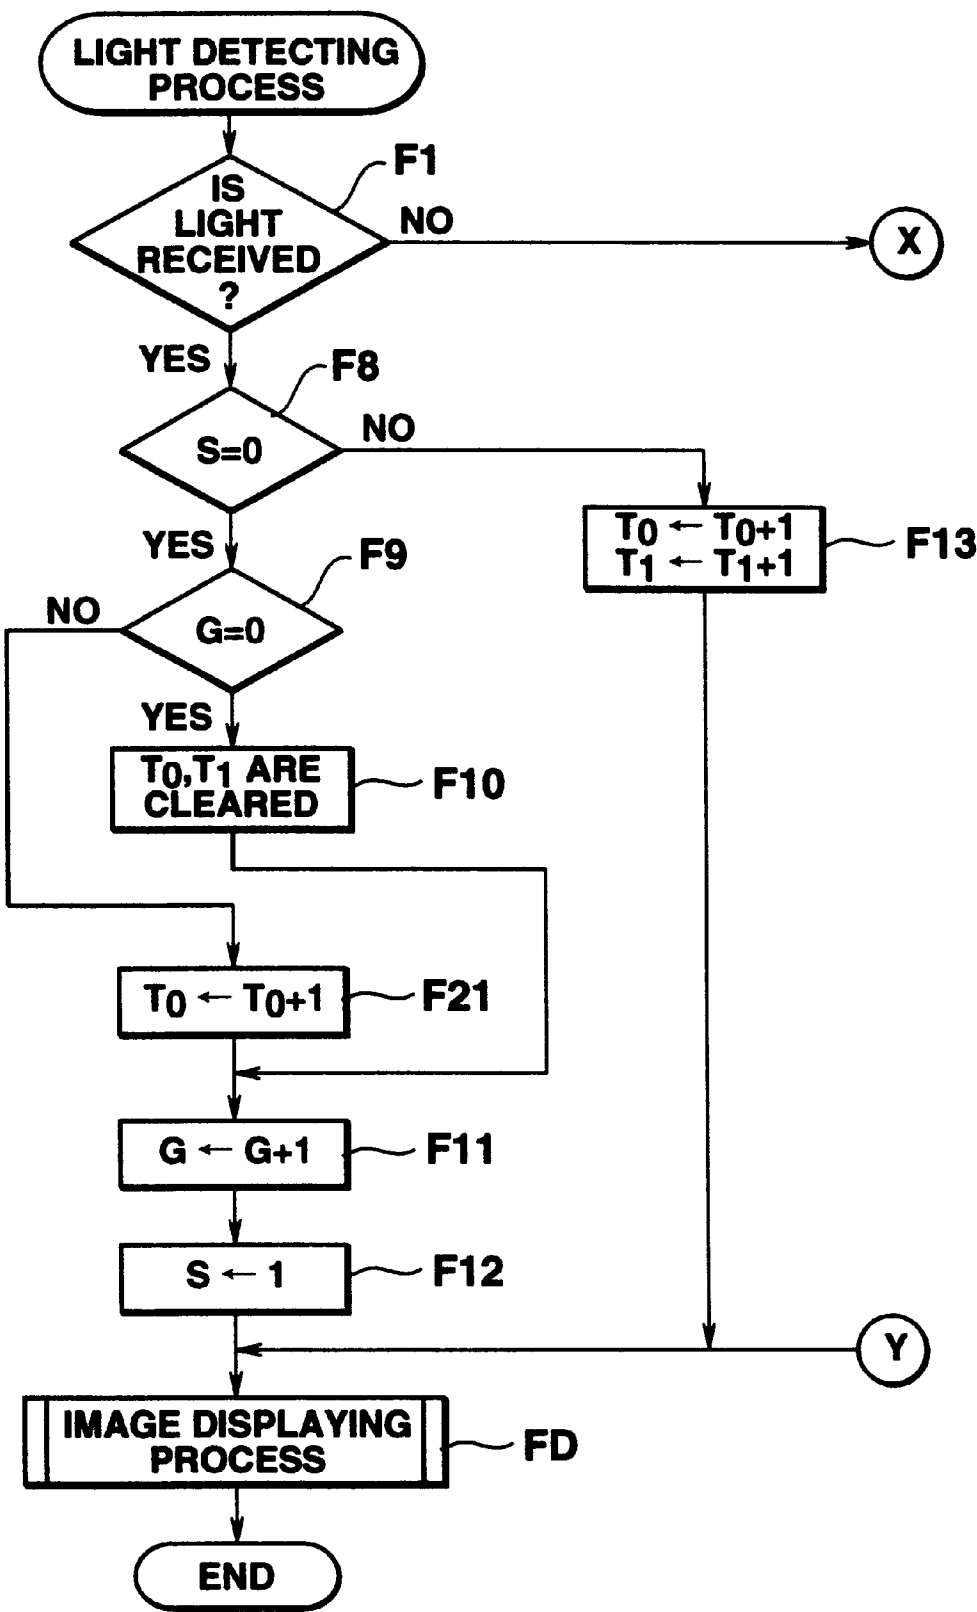 LIGHT DETECTING
PROCESS
F1
IS
LIGHT
RECEIVED
?
NO
X
YES
F8
S=0
NO
YES
F9
T0 ← T0+1
T1 ← T1+1
F13
NO
G=0
YES
T0,T1 ARE
CLEARED
F10
T0 ← T0+1
F21
G ← G+1
F11
S ← 1
F12
Y
IMAGE DISPLAYING
PROCESS
FD
END